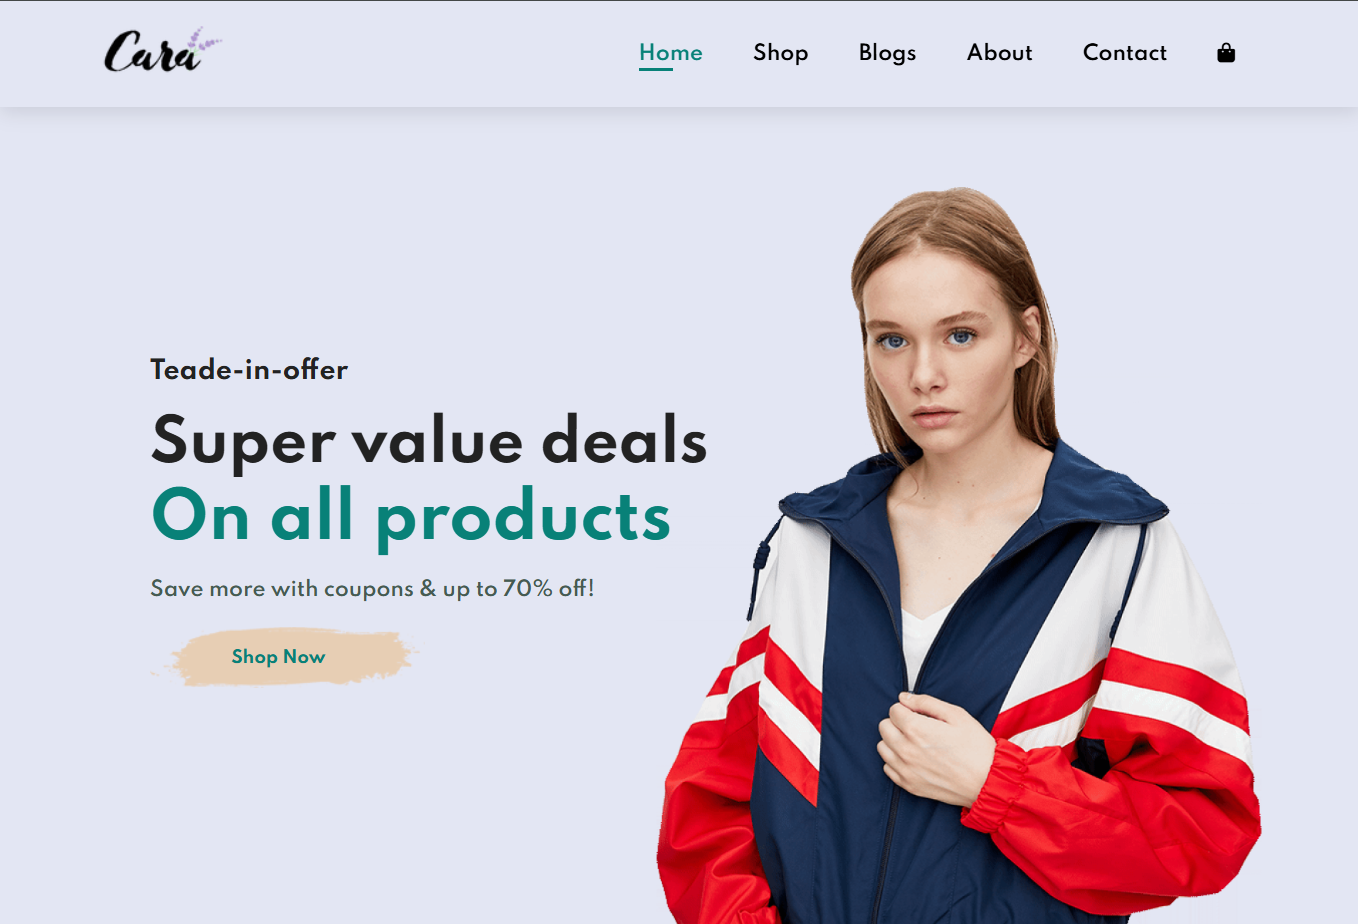 Cara
Home Shop Blogs About Contact
Teade-in-offer
Super value deals
On all products
Save more with coupons & up to 70% off!
Shop Now